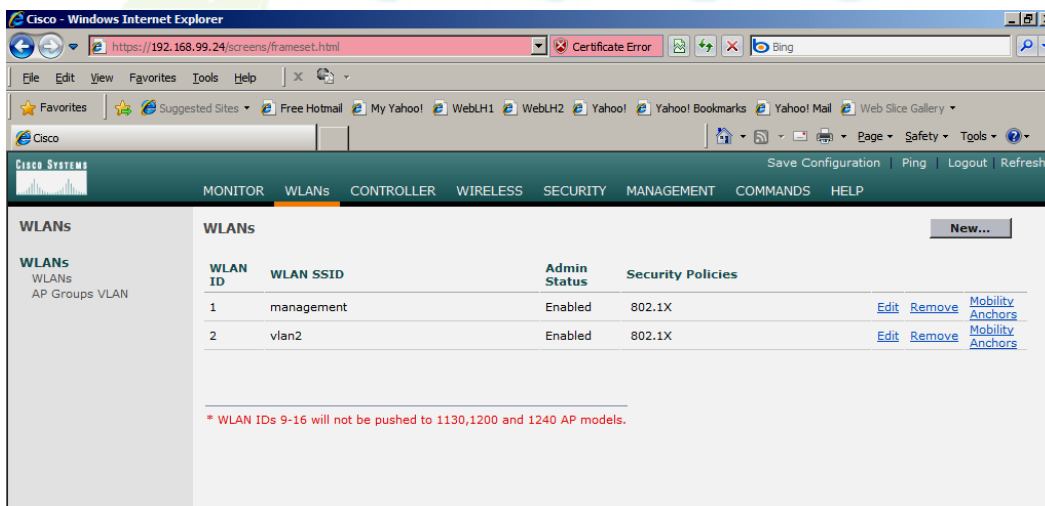 Cisco - Windows Internet Explorer
https://192.168.99.24/screens/frameset.html
Certificate Error
Bing
File Edit View Favorites Tools Help
Favorites Suggested Sites Free Hotmail My Yahoo! WebLH1 WebLH2 Yahoo! Yahoo! Bookmarks Yahoo! Mail Web Slice Gallery
Cisco
Page Safety Tools
CISCO SYSTEMS
Save Configuration | Ping | Logout | Refresh
MONITOR WLANs CONTROLLER WIRELESS SECURITY MANAGEMENT COMMANDS HELP
WLANs
WLANs
WLANs
AP Groups VLAN
WLANs
New...
WLAN ID WLAN SSID Admin Status Security Policies
1 management Enabled 802.1X Edit Remove Mobility Anchors
2 vlan2 Enabled 802.1X Edit Remove Mobility Anchors
* WLAN IDs 9-16 will not be pushed to 1130,1200 and 1240 AP models.